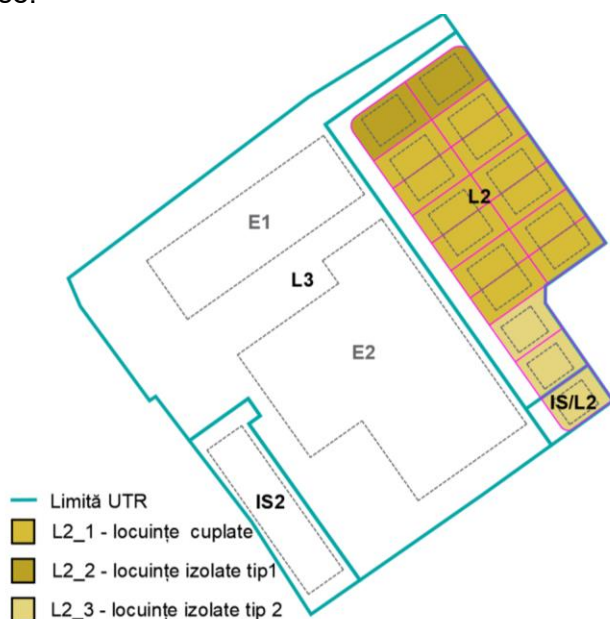 L2
E1
L3
E2
IS/L2
IS2
Limită UTR
L2_1 - locuințe cuplate
L2_2 - locuințe izolate tip1
L2_3 - locuințe izolate tip 2